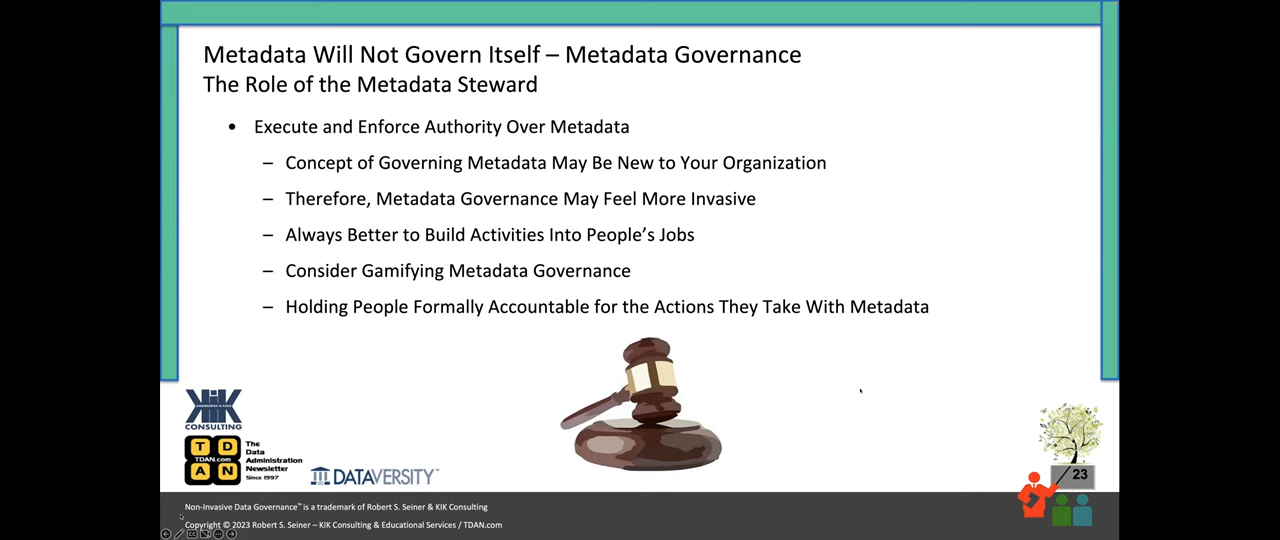 Metadata Will Not Govern Itself – Metadata Governance
The Role of the Metadata Steward
• Execute and Enforce Authority Over Metadata
– Concept of Governing Metadata May Be New to Your Organization
– Therefore, Metadata Governance May Feel More Invasive
– Always Better to Build Activities Into People’s Jobs
– Consider Gamifying Metadata Governance
– Holding People Formally Accountable for the Actions They Take With Metadata
KIK
CONSULTING
T D
TDAN.com
A N
The
Data
Administration
Newsletter
Since 1997
DATAVERSITY™
23
Non-Invasive Data Governance™ is a trademark of Robert S. Seiner & KIK Consulting
Copyright © 2023 Robert S. Seiner – KIK Consulting & Educational Services / TDAN.com